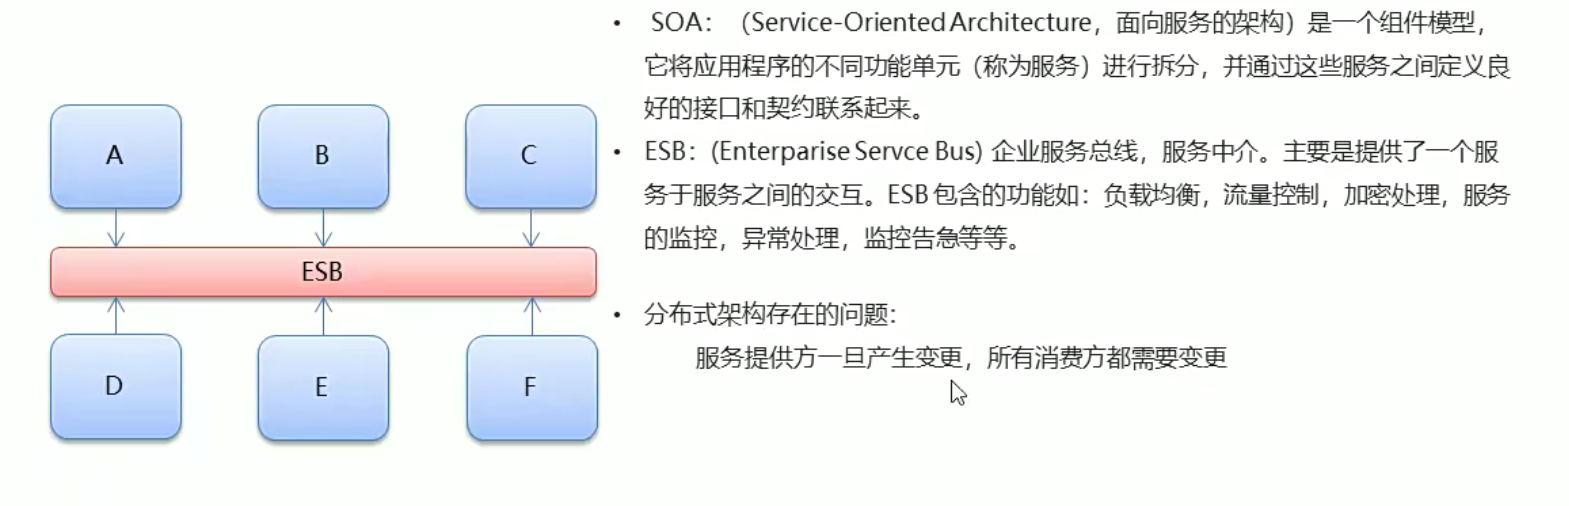 SOA：（Service-Oriented Architecture，面向服务的架构）是一个组件模型，
它将应用程序的不同功能单元（称为服务）进行拆分，并通过这些服务之间定义良
好的接口和契约联系起来。
ESB：(Enterparise Servce Bus) 企业服务总线，服务中介。主要是提供了一个服
务于服务之间的交互。ESB 包含的功能如：负载均衡，流量控制，加密处理，服务
的监控，异常处理，监控告急等等。
分布式架构存在的问题：
服务提供方一旦产生变更，所有消费方都需要变更
A
B
C
ESB
D
E
F